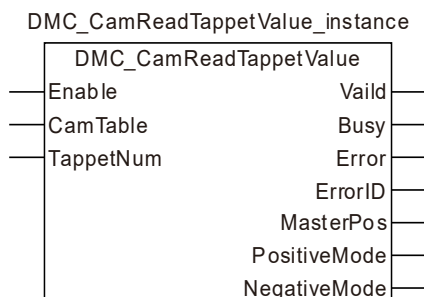 DMC_CamReadTappetValue_instance
DMC_CamReadTappetValue
Enable Vaild
CamTable Busy
TappetNum Error
ErrorID
MasterPos
PositiveMode
NegativeMode